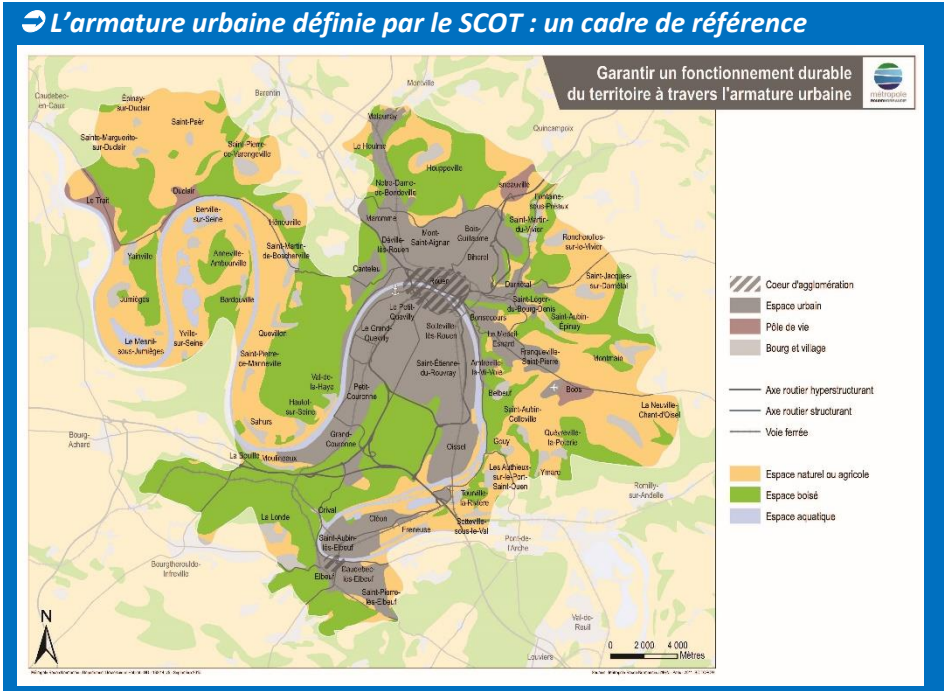 ➲ L'armature urbaine définie par le SCOT : un cadre de référence
Garantir un fonctionnement durable
du territoire à travers l'armature urbaine
métropole
Caudebec-
en-Caux
Épinay-
sur-Duclair
Barentin
Montville
Saint-Paër
Malaunay
Quincampoix
Sainte-Marguerite-
sur-Duclair
Saint-Pierre-
de-Varengeville
Le Houlme
Houppeville
Isneauville
Fontaine-
sous-Préaux
Le Trait
Duclair
Notre-Dame-
de-Bondeville
Berville-
sur-Seine
Hénouville
Maromme
Mont-
Saint-Aignan
Bois-
Guillaume
Saint-Martin-
du-Vivier
Roncherolles-
sur-le-Vivier
Yainville
Anneville-
Ambourville
Saint-Martin-
de-Boscherville
Déville-
lès-Rouen
Bihorel
Canteleu
Rouen
Darnétal
Saint-Jacques-
sur-Darnétal
Jumièges
Bardouville
Le Petit-
Quevilly
Saint-Léger-
du-Bourg-Denis
Bonsecours
Saint-Aubin-
Épinay
Le Mesnil-
sous-Jumièges
Yville-
sur-Seine
Quevillon
Le Grand-
Quevilly
Sotteville-
lès-Rouen
Le Mesnil-
Esnard
Franqueville-
Saint-Pierre
Montmain
Saint-Pierre-
de-Manneville
Val-de-
la-Haye
Saint-Étienne-
du-Rouvray
Amfreville-
la-Mi-Voie
Petit-
Couronne
Belbeuf
Boos
La Neuville-
Chant-d'Oisel
Hautot-
sur-Seine
Sahurs
Saint-Aubin-
Celloville
Quévreville-
la-Poterie
Bourg-
Achard
Grand-
Couronne
La Bouille
Moulineaux
Oissel
Gouy
Ymare
Les Authieux-
sur-le-Port-
Saint-Ouen
Romilly-
sur-Andelle
Tourville-
la-Rivière
La Londe
Orival
Cléon
Freneuse
Sotteville-
sous-le-Val
Pont-de-
l'Arche
Saint-Aubin-
lès-Elbeuf
Bourgtheroulde-
Infreville
Elbeuf
Caudebec-
lès-Elbeuf
Saint-Pierre-
lès-Elbeuf
Val-de-
Reuil
Louviers
N
0 2 000 4 000
Mètres
Coeur d'agglomération
Espace urbain
Pôle de vie
Bourg et village
Axe routier hyperstructurant
Axe routier structurant
Voie ferrée
Espace naturel ou agricole
Espace boisé
Espace aquatique